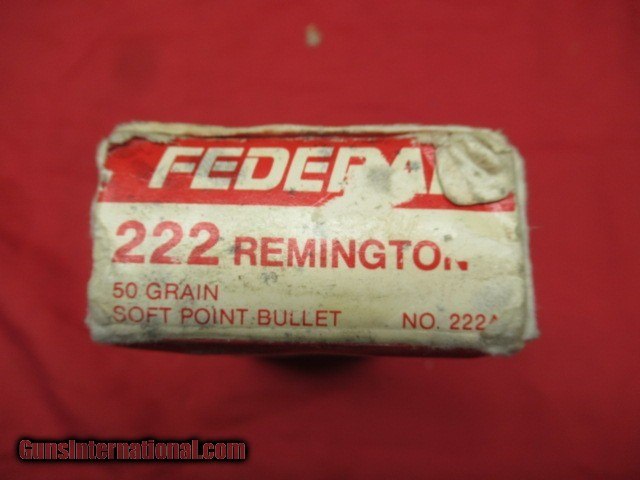 FEDERAL
222 REMINGTON
50 GRAIN
SOFT POINT BULLET NO. 222A
GunsInternational.com